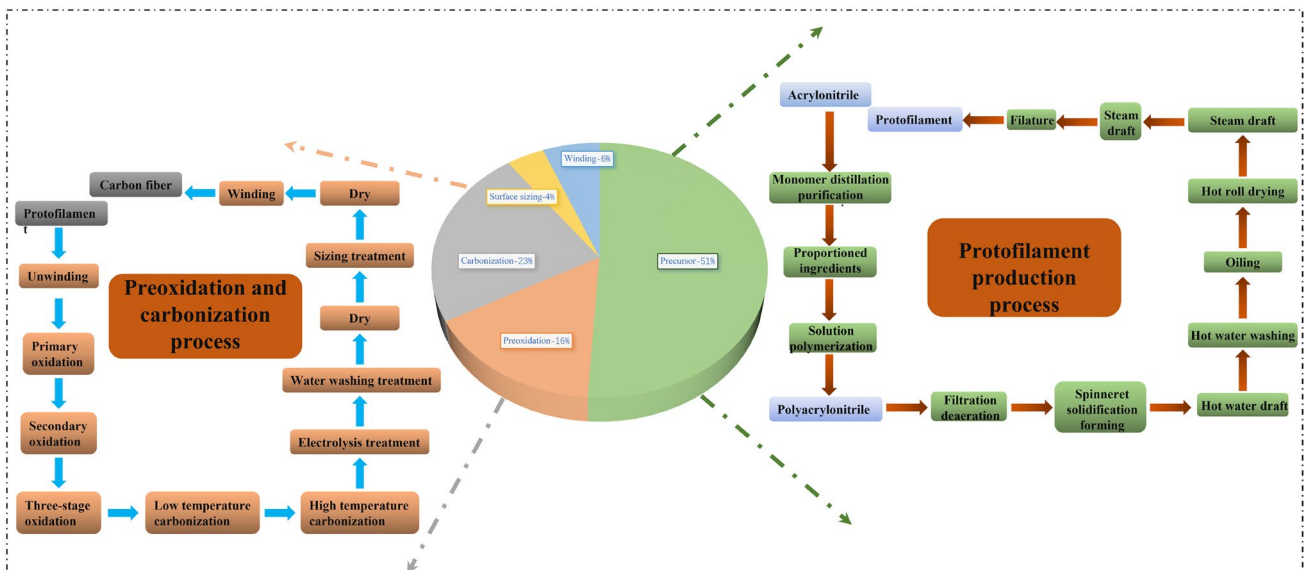 Carbon fiber
Winding
Dry
Protofilamen
t
Unwinding
Sizing treatment
Preoxidation and
carbonization
process
Dry
Primary
oxidation
Water washing treatment
Secondary
oxidation
Electrolysis treatment
Three-stage
oxidation
Low temperature
carbonization
High temperature
carbonization
Winding-6%
Surface sizing-4%
Carbonization-23%
Precursor-51%
Preoxidation-16%
Acrylonitrile
Protofilament
Filature
Steam
draft
Steam draft
Monomer distillation
purification
Hot roll drying
Proportioned
ingredients
Protofilament
production
process
Oiling
Solution
polymerization
Hot water washing
Polyacrylonitrile
Filtration
deaeration
Spinneret
solidification
forming
Hot water draft